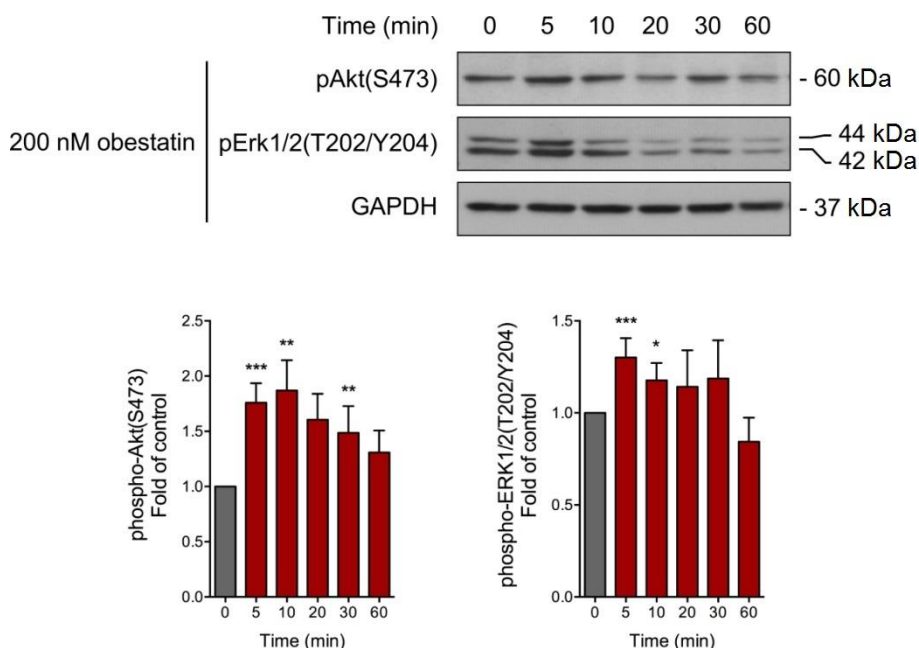 Time (min) 0 5 10 20 30 60
pAkt(S473) - 60 kDa
200 nM obestatin pErk1/2(T202/Y204) 44 kDa
42 kDa
GAPDH - 37 kDa
phospho-Akt(S473)
Fold of control
2.5
2.0
1.5
1.0
0.5
0.0
*** ** **
0 5 10 20 30 60
Time (min)
phospho-ERK1/2(T202/Y204)
Fold of control
1.5
1.0
0.5
0.0
*** *
0 5 10 20 30 60
Time (min)